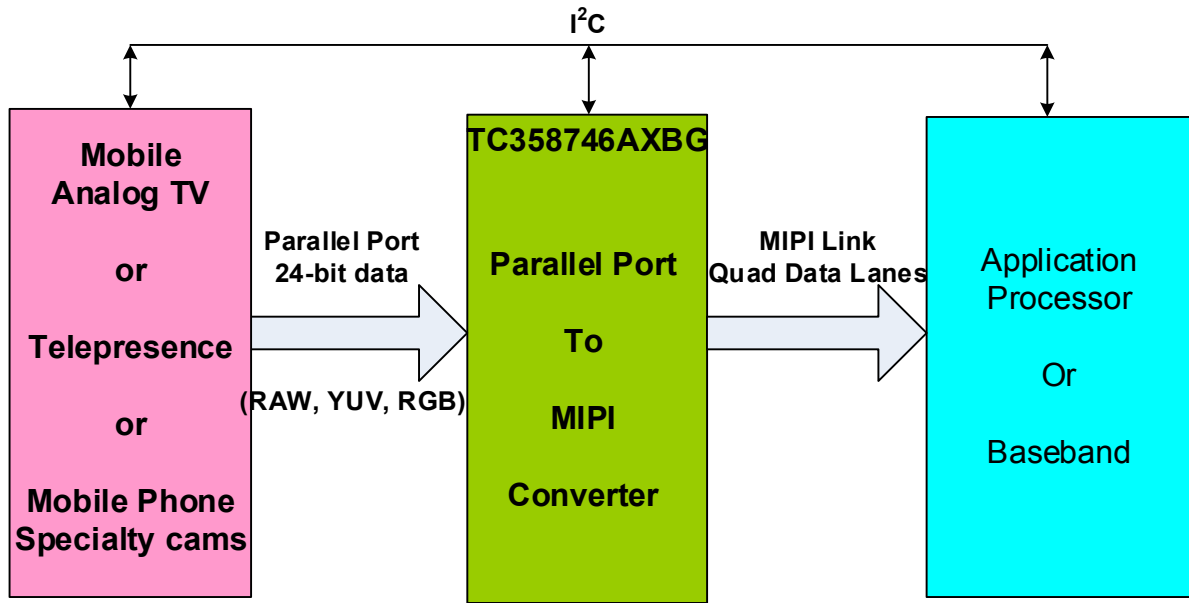 I²C
Mobile
Analog TV
or
Telepresence
or
Mobile Phone
Specialty cams
Parallel Port
24-bit data
(RAW, YUV, RGB)
TC358746AXBG
Parallel Port
To
MIPI
Converter
MIPI Link
Quad Data Lanes
Application
Processor
Or
Baseband